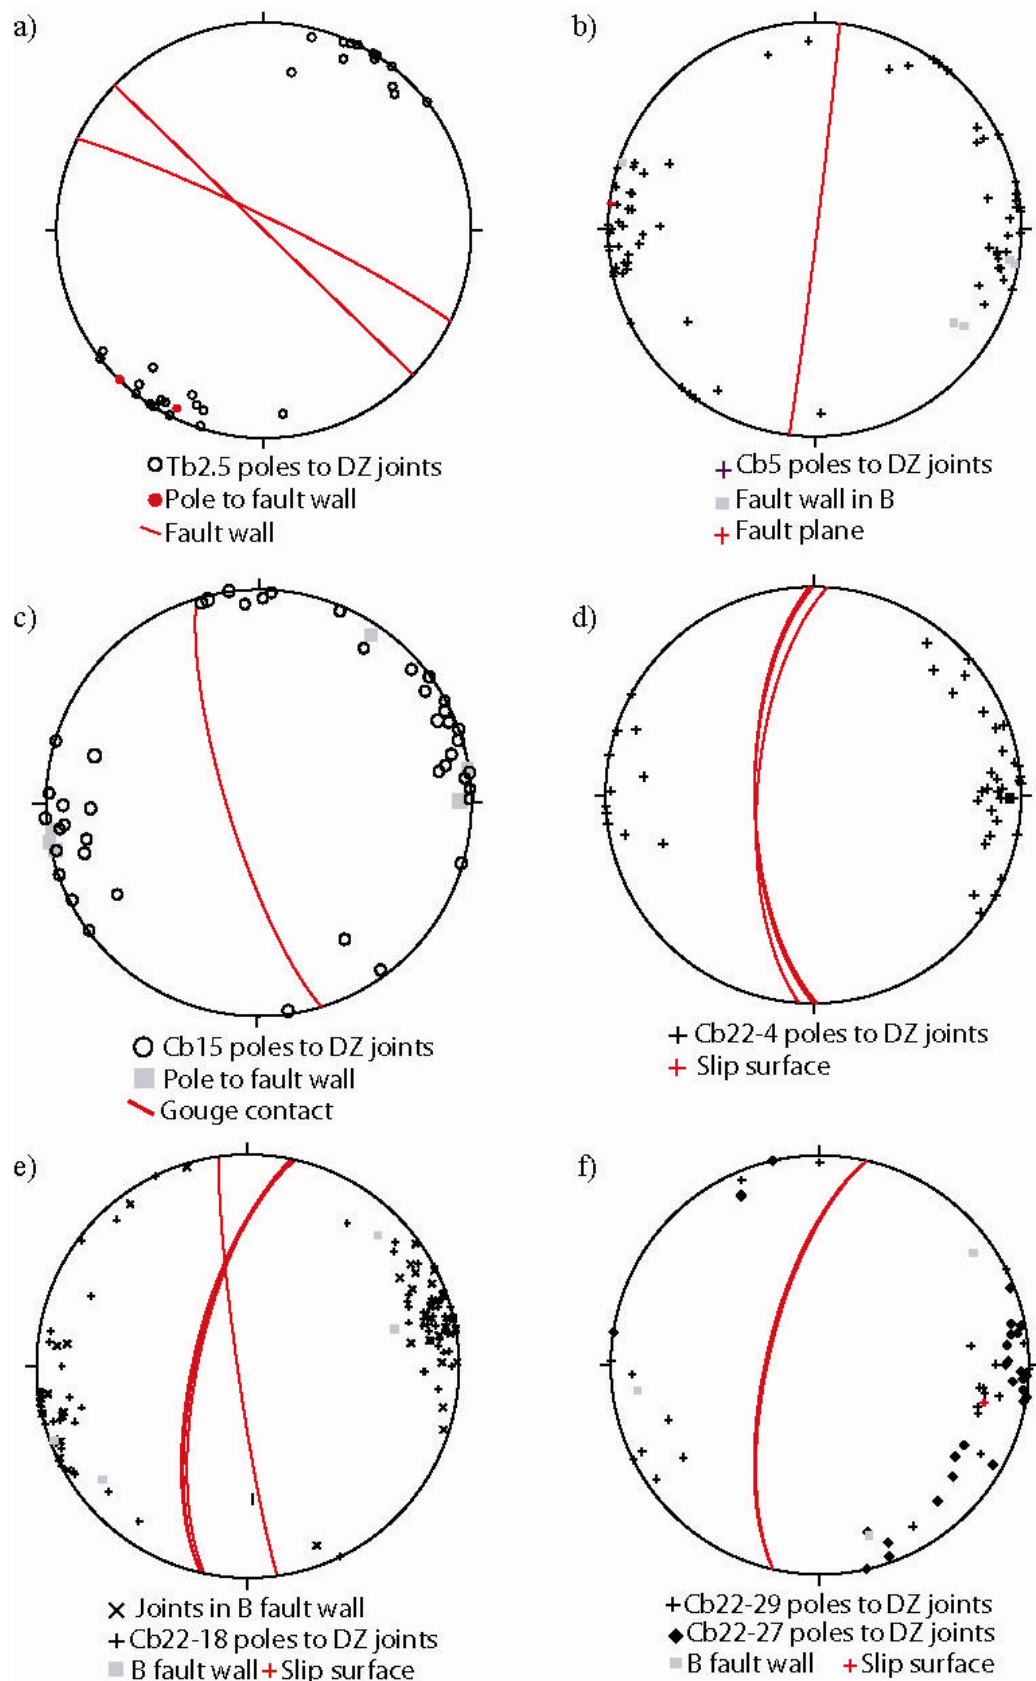 a)
Tb2.5 poles to DZ joints
Pole to fault wall
Fault wall
b)
Cb5 poles to DZ joints
Fault wall in B
Fault plane
c)
Cb15 poles to DZ joints
Pole to fault wall
Gouge contact
d)
Cb22-4 poles to DZ joints
Slip surface
e)
Joints in B fault wall
Cb22-18 poles to DZ joints
B fault wall Slip surface
f)
Cb22-29 poles to DZ joints
Cb22-27 poles to DZ joints
B fault wall Slip surface